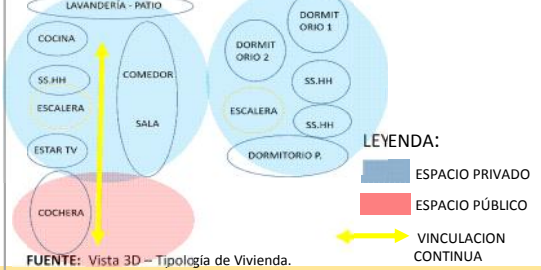 LAVANDERÍA - PATIO
COCINA
SS.HH
ESCALERA
ESTAR TV
COCHERA
COMEDOR
SALA
DORMIT
ORIO 1
DORMIT
ORIO 2
SS.HH
ESCALERA
SS.HH
DORMITORIO P.
LEYENDA:
ESPACIO PRIVADO
ESPACIO PÚBLICO
VINCULACION
CONTINUA
FUENTE: Vista 3D – Tipología de Vivienda.